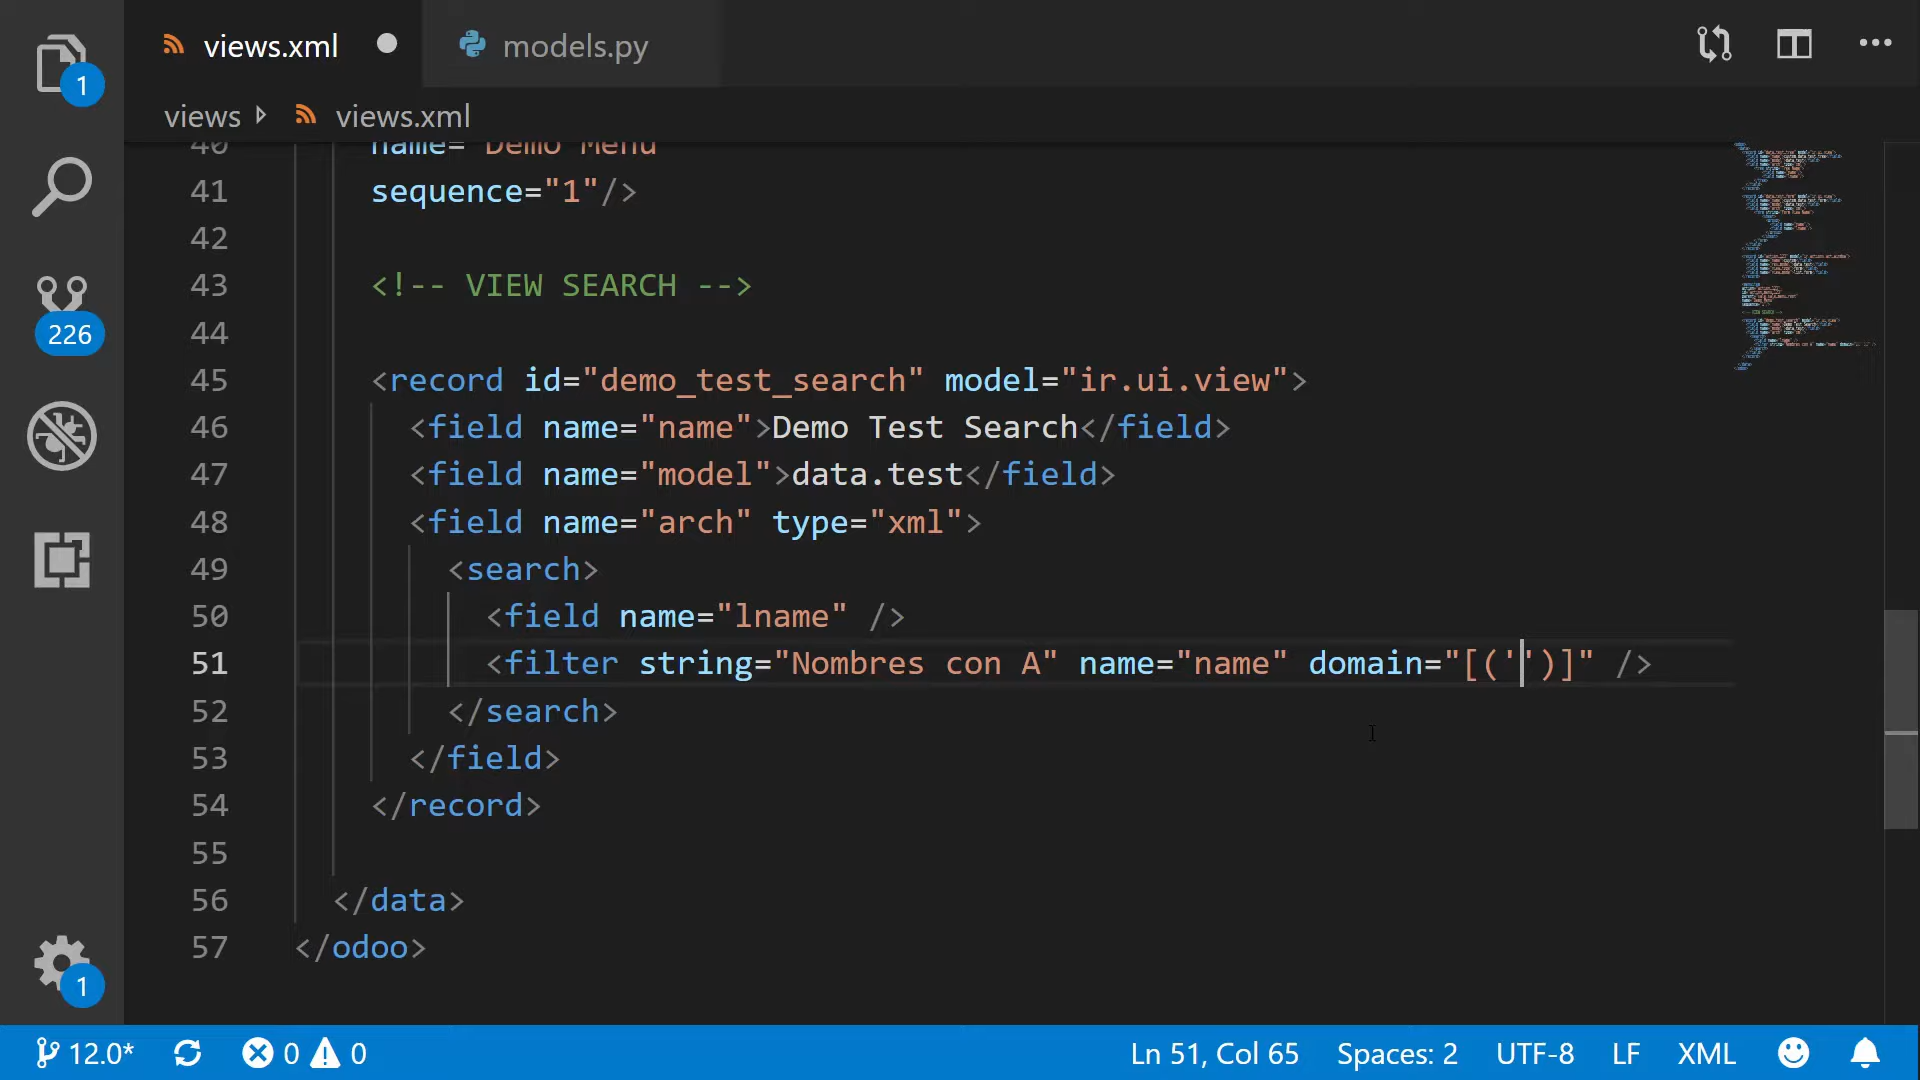 views.xml
models.py
views
views.xml
40 name="Demo Menu
41 sequence="1"/>
42
43 <!-- VIEW SEARCH -->
44
45 <record id="demo_test_search" model="ir.ui.view">
46 <field name="name">Demo Test Search</field>
47 <field name="model">data.test</field>
48 <field name="arch" type="xml">
49 <search>
50 <field name="lname" />
51 <filter string="Nombres con A" name="name" domain="[('')]" />
52 </search>
53 </field>
54 </record>
55
56 </data>
57 </odoo>
1
226
1
12.0* 0 0 Ln 51, Col 65 Spaces: 2 UTF-8 LF XML